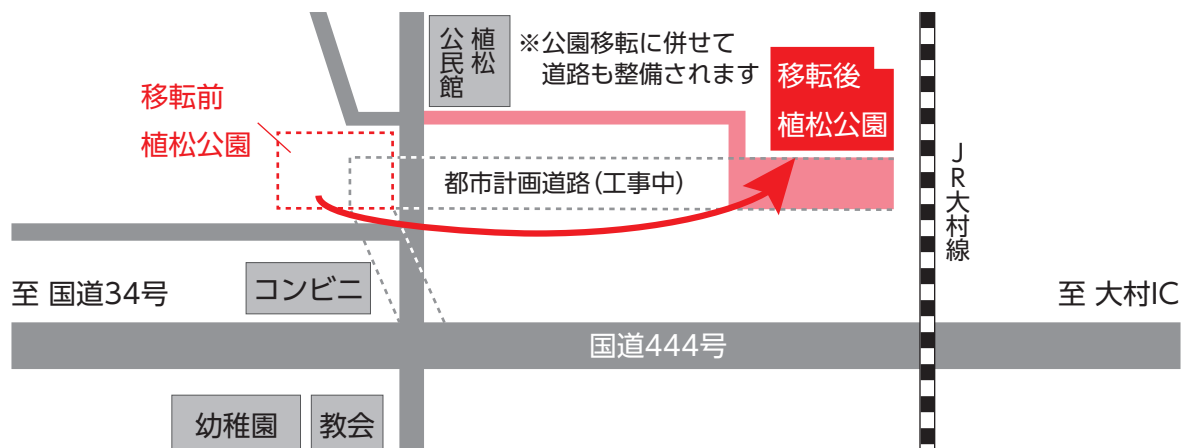 植松
公民館
※公園移転に併せて
道路も整備されます
移転後
植松公園
移転前
植松公園
都市計画道路(工事中)
JR大村線
至 国道34号
コンビニ
至 大村IC
国道444号
幼稚園
教会